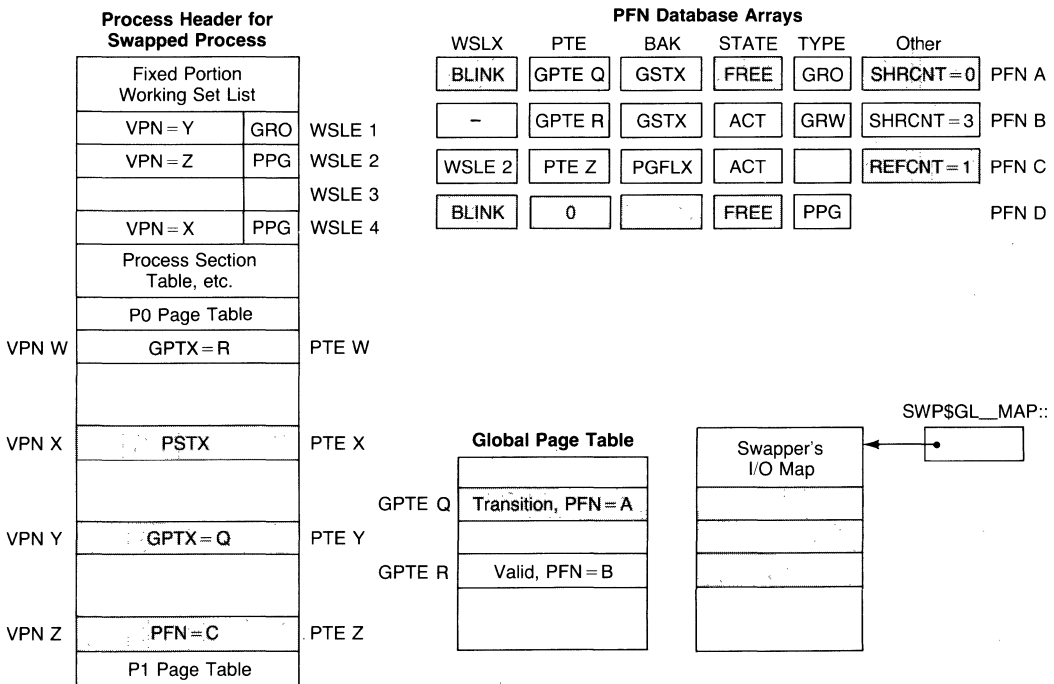 Process Header for
Swapped Process
Fixed Portion
Working Set List
VPN = Y GRO WSLE 1
VPN = Z PPG WSLE 2
WSLE 3
VPN = X PPG WSLE 4
Process Section
Table, etc.
P0 Page Table
VPN W GPTX = R PTE W
VPN X PSTX PTE X
VPN Y GPTX = Q PTE Y
VPN Z PFN = C PTE Z
P1 Page Table
PFN Database Arrays
WSLX PTE BAK STATE TYPE Other
BLINK GPTE Q GSTX FREE GRO SHRCNT = 0 PFN A
– GPTE R GSTX ACT GRW SHRCNT = 3 PFN B
WSLE 2 PTE Z PGFLX ACT REFCNT = 1 PFN C
BLINK 0 FREE PPG PFN D
Global Page Table
GPTE Q Transition, PFN = A
GPTE R Valid, PFN = B
SWP$GL__MAP::
Swapper's
I/O Map